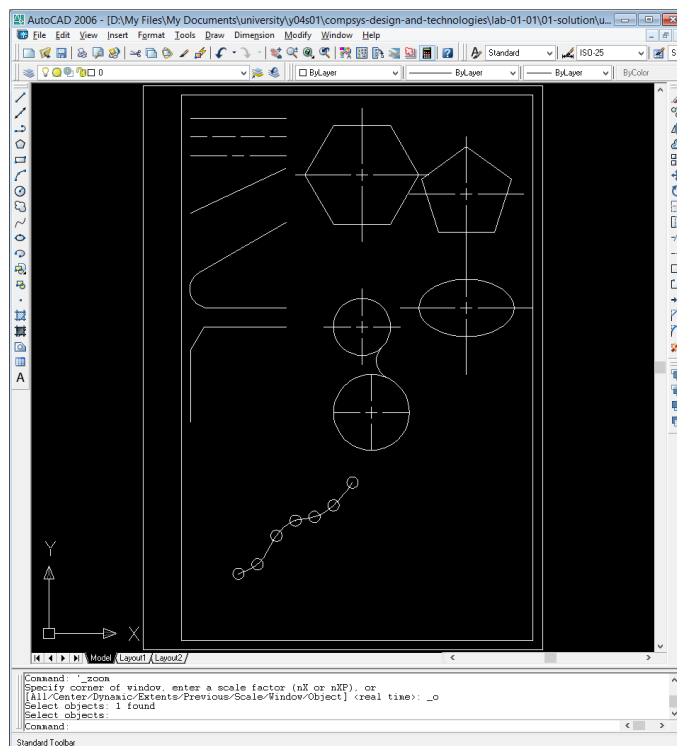 AutoCAD 2006 - [D:\My Files\My Documents\university\y04s01\compsys-design-and-technologies\lab-01-01\01-solution\u...
File Edit View Insert Format Tools Draw Dimension Modify Window Help
Standard ISO-25 S
0 ByLayer ByLayer ByLayer ByColor
A
Y
X
Model Layout1 Layout2
Command: '_zoom
Specify corner of window, enter a scale factor (nX or nXP), or
[All/Center/Dynamic/Extents/Previous/Scale/Window/Object] <real time>: _o
Select objects: 1 found
Select objects:
Command:
Standard Toolbar